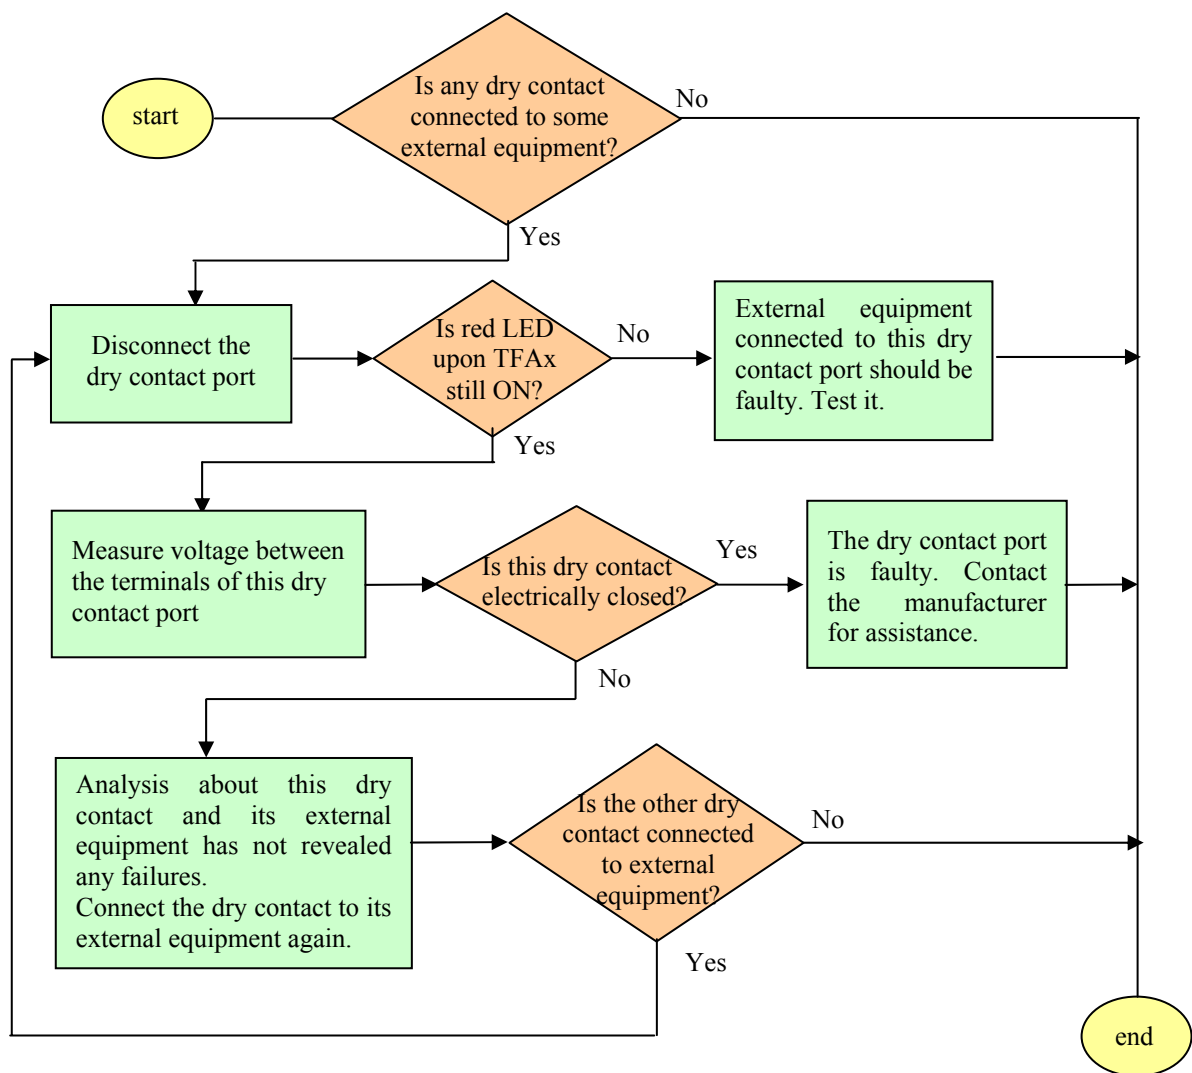 Is any dry contact
connected to some
external equipment?
No
start
Yes
Disconnect the
dry contact port
Is red LED
upon TFAx
still ON?
No
External equipment
connected to this dry
contact port should be
faulty. Test it.
Yes
Measure voltage between
the terminals of this dry
contact port
Is this dry contact
electrically closed?
Yes
The dry contact port
is faulty. Contact
the manufacturer
for assistance.
No
Analysis about this dry
contact and its external
equipment has not revealed
any failures.
Connect the dry contact to its
external equipment again.
Is the other dry
contact connected
to external
equipment?
No
Yes
end